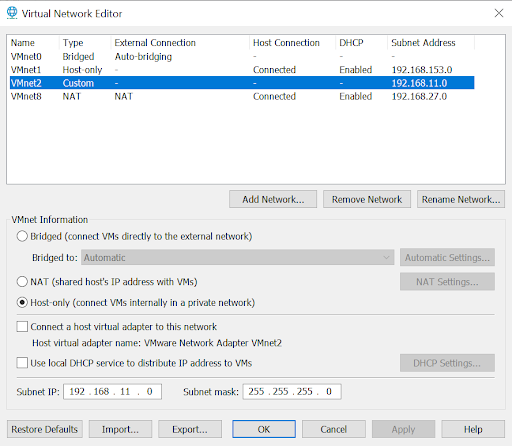 Virtual Network Editor
Name Type External Connection Host Connection DHCP Subnet Address
VMnet0 Bridged Auto-bridging - - -
VMnet1 Host-only - Connected Enabled 192.168.153.0
VMnet2 Custom - - - 192.168.11.0
VMnet8 NAT NAT Connected Enabled 192.168.27.0
Add Network... Remove Network Rename Network...
VMnet Information
Bridged (connect VMs directly to the external network)
Bridged to: Automatic Automatic Settings...
NAT (shared host's IP address with VMs) NAT Settings...
Host-only (connect VMs internally in a private network)
Connect a host virtual adapter to this network
Host virtual adapter name: VMware Network Adapter VMnet2
Use local DHCP service to distribute IP address to VMs DHCP Settings...
Subnet IP: 192 . 168 . 11 . 0 Subnet mask: 255 . 255 . 255 . 0
Restore Defaults Import... Export... OK Cancel Apply Help